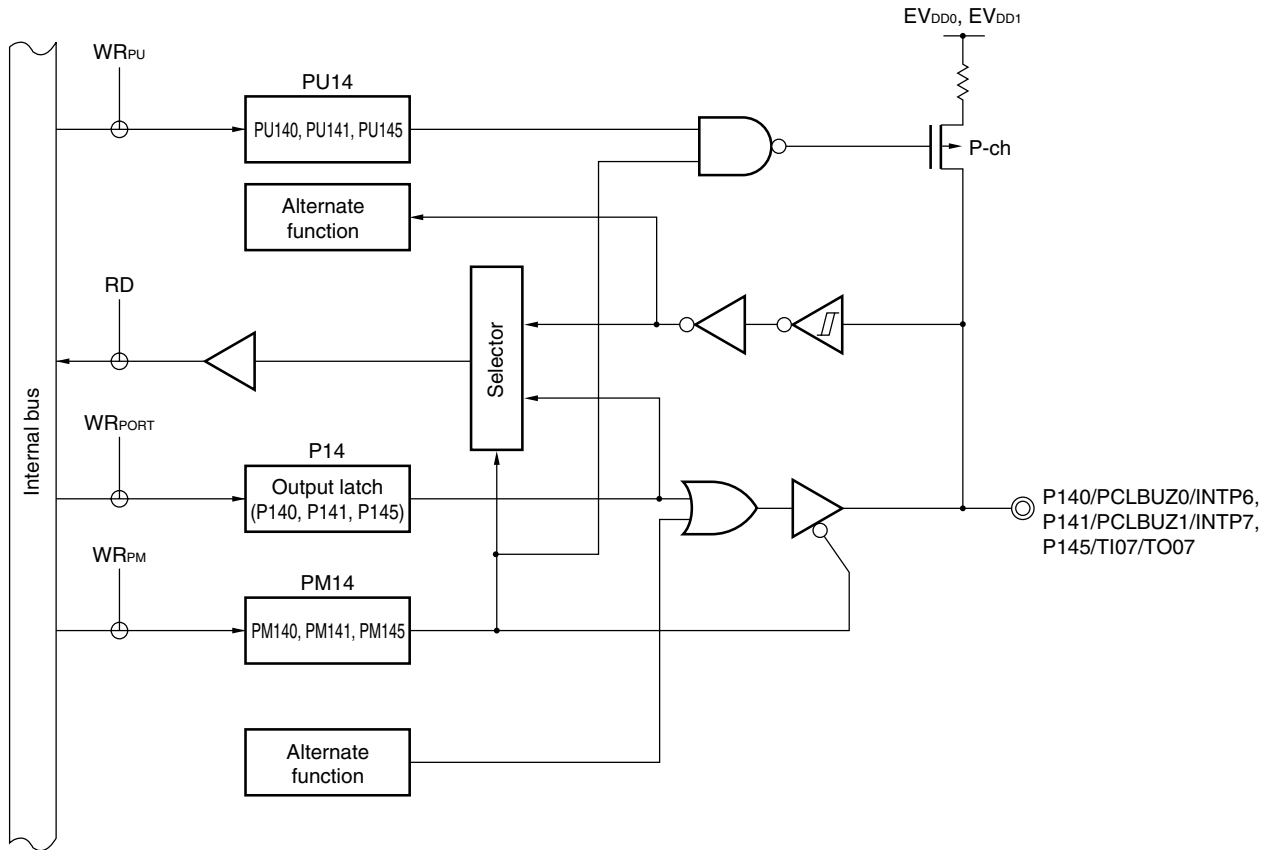 EVDD0, EVDD1
WRPU
PU14
PU140, PU141, PU145
P-ch
Alternate
function
RD
Selector
Internal bus
WRPORT
P14
Output latch
(P140, P141, P145)
P140/PCLBUZ0/INTP6,
P141/PCLBUZ1/INTP7,
P145/TI07/TO07
WRPM
PM14
PM140, PM141, PM145
Alternate
function